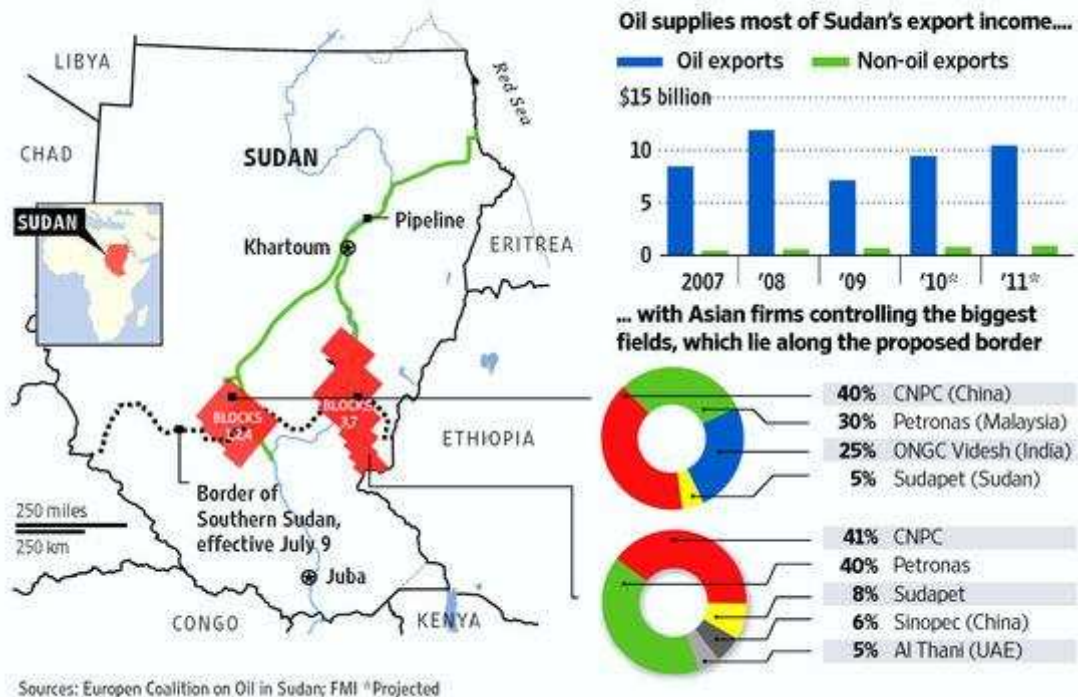 LIBYA
CHAD
SUDAN
Red Sea
SUDAN
Pipeline
Khartoum
ERITREA
BLOCKS
BLOCKS
3,7
ETHIOPIA
Border of
Southern Sudan,
effective July 9
250 miles
250 km
Juba
CONGO
KENYA
Sources: Europen Coalition on Oil in Sudan; FMI *Projected
Oil supplies most of Sudan's export income....
Oil exports Non-oil exports
$15 billion
10
5
0
2007 '08 '09 '10* '11*
... with Asian firms controlling the biggest
fields, which lie along the proposed border
40% CNPC (China)
30% Petronas (Malaysia)
25% ONGC Videsh (India)
5% Sudapet (Sudan)
41% CNPC
40% Petronas
8% Sudapet
6% Sinopec (China)
5% Al Thani (UAE)